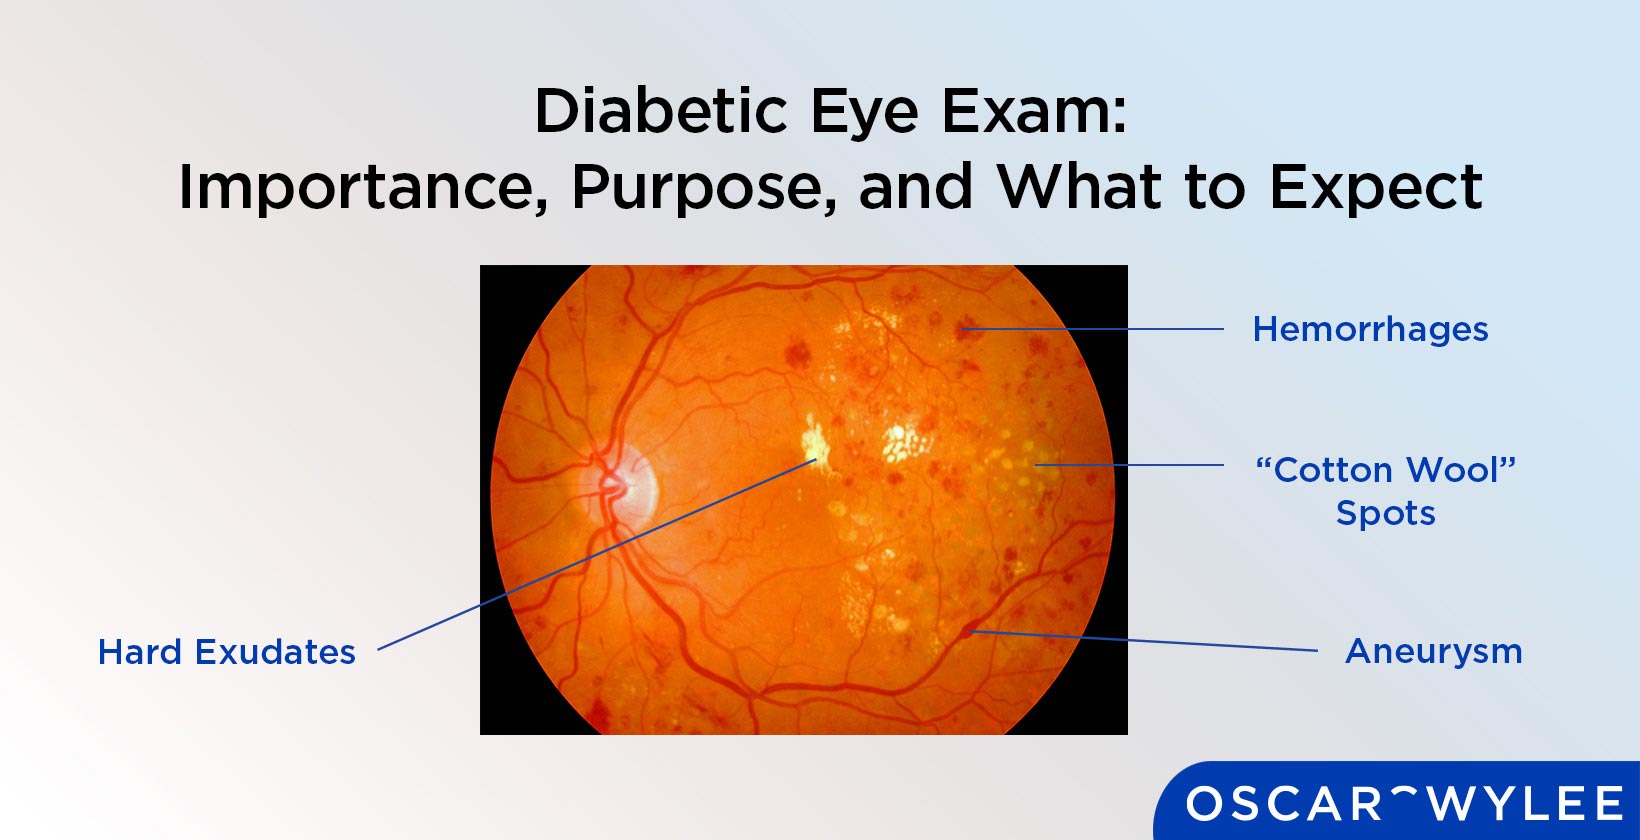 Diabetic Eye Exam:
Importance, Purpose, and What to Expect
Hemorrhages
“Cotton Wool”
Spots
Hard Exudates
Aneurysm
OSCAR WYLEE